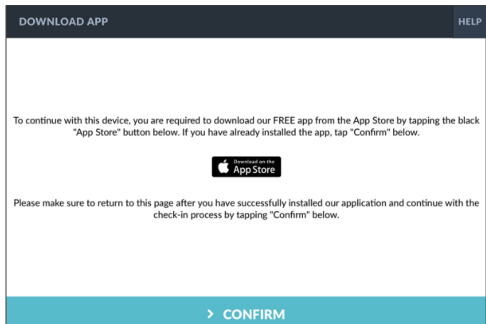 DOWNLOAD APP
HELP
To continue with this device, you are required to download our FREE app from the App Store by tapping the black
"App Store" button below. If you have already installed the app, tap "Confirm" below.
Download on the
App Store
Please make sure to return to this page after you have successfully installed our application and continue with the
check-in process by tapping "Confirm" below.
> CONFIRM